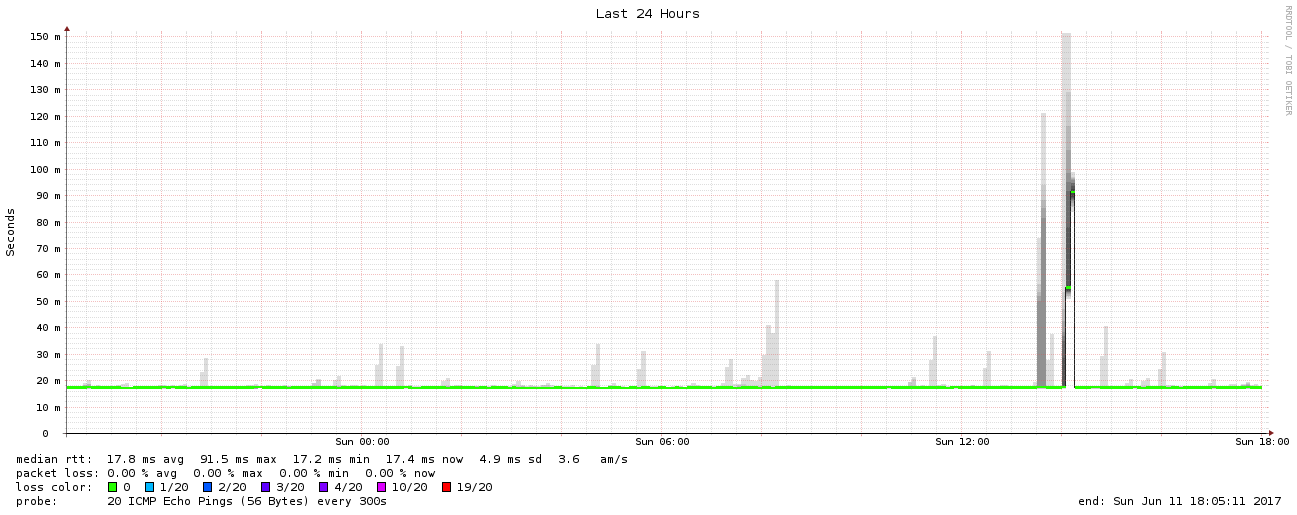 Last 24 Hours
RRDTOOL / TOBI OETIKER
Seconds
150 m
140 m
130 m
120 m
110 m
100 m
90 m
80 m
70 m
60 m
50 m
40 m
30 m
20 m
10 m
0
Sun 00:00 Sun 06:00 Sun 12:00 Sun 18:00
median rtt: 17.8 ms avg 91.5 ms max 17.2 ms min 17.4 ms now 4.9 ms sd 3.6 am/s
packet loss: 0.00 % avg 0.00 % max 0.00 % min 0.00 % now
loss color: 0 1/20 2/20 3/20 4/20 10/20 19/20
probe: 20 ICMP Echo Pings (56 Bytes) every 300s end: Sun Jun 11 18:05:11 2017